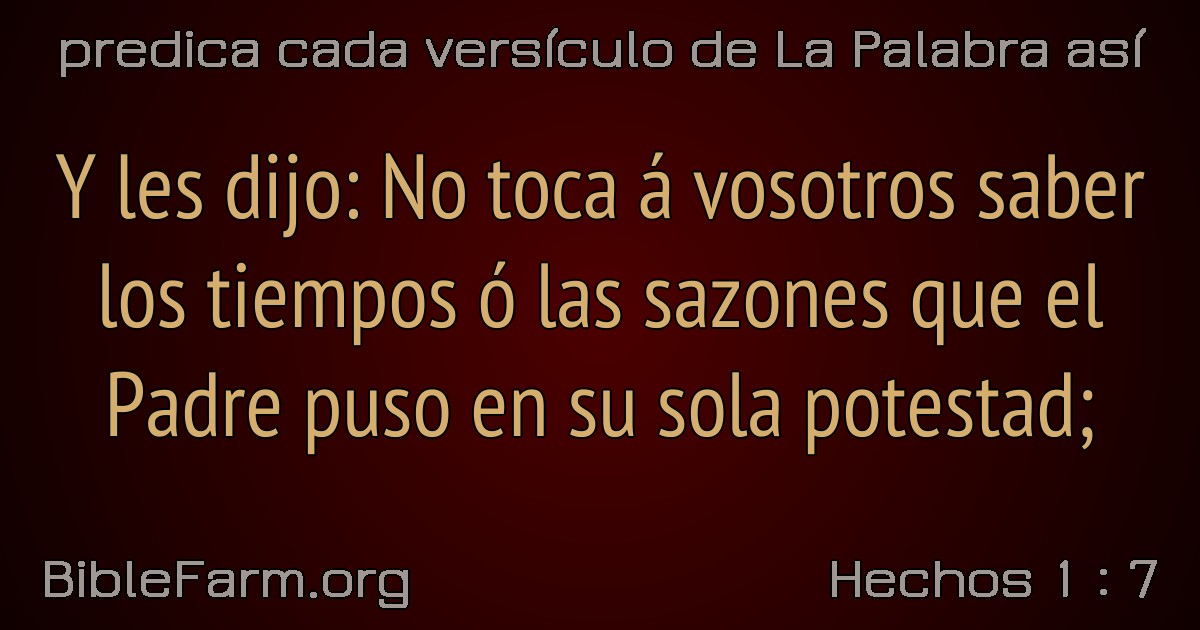 predica cada versículo de La Palabra así
Y les dijo: No toca á vosotros saber
los tiempos ó las sazones que el
Padre puso en su sola potestad;
BibleFarm.org
Hechos 1 : 7